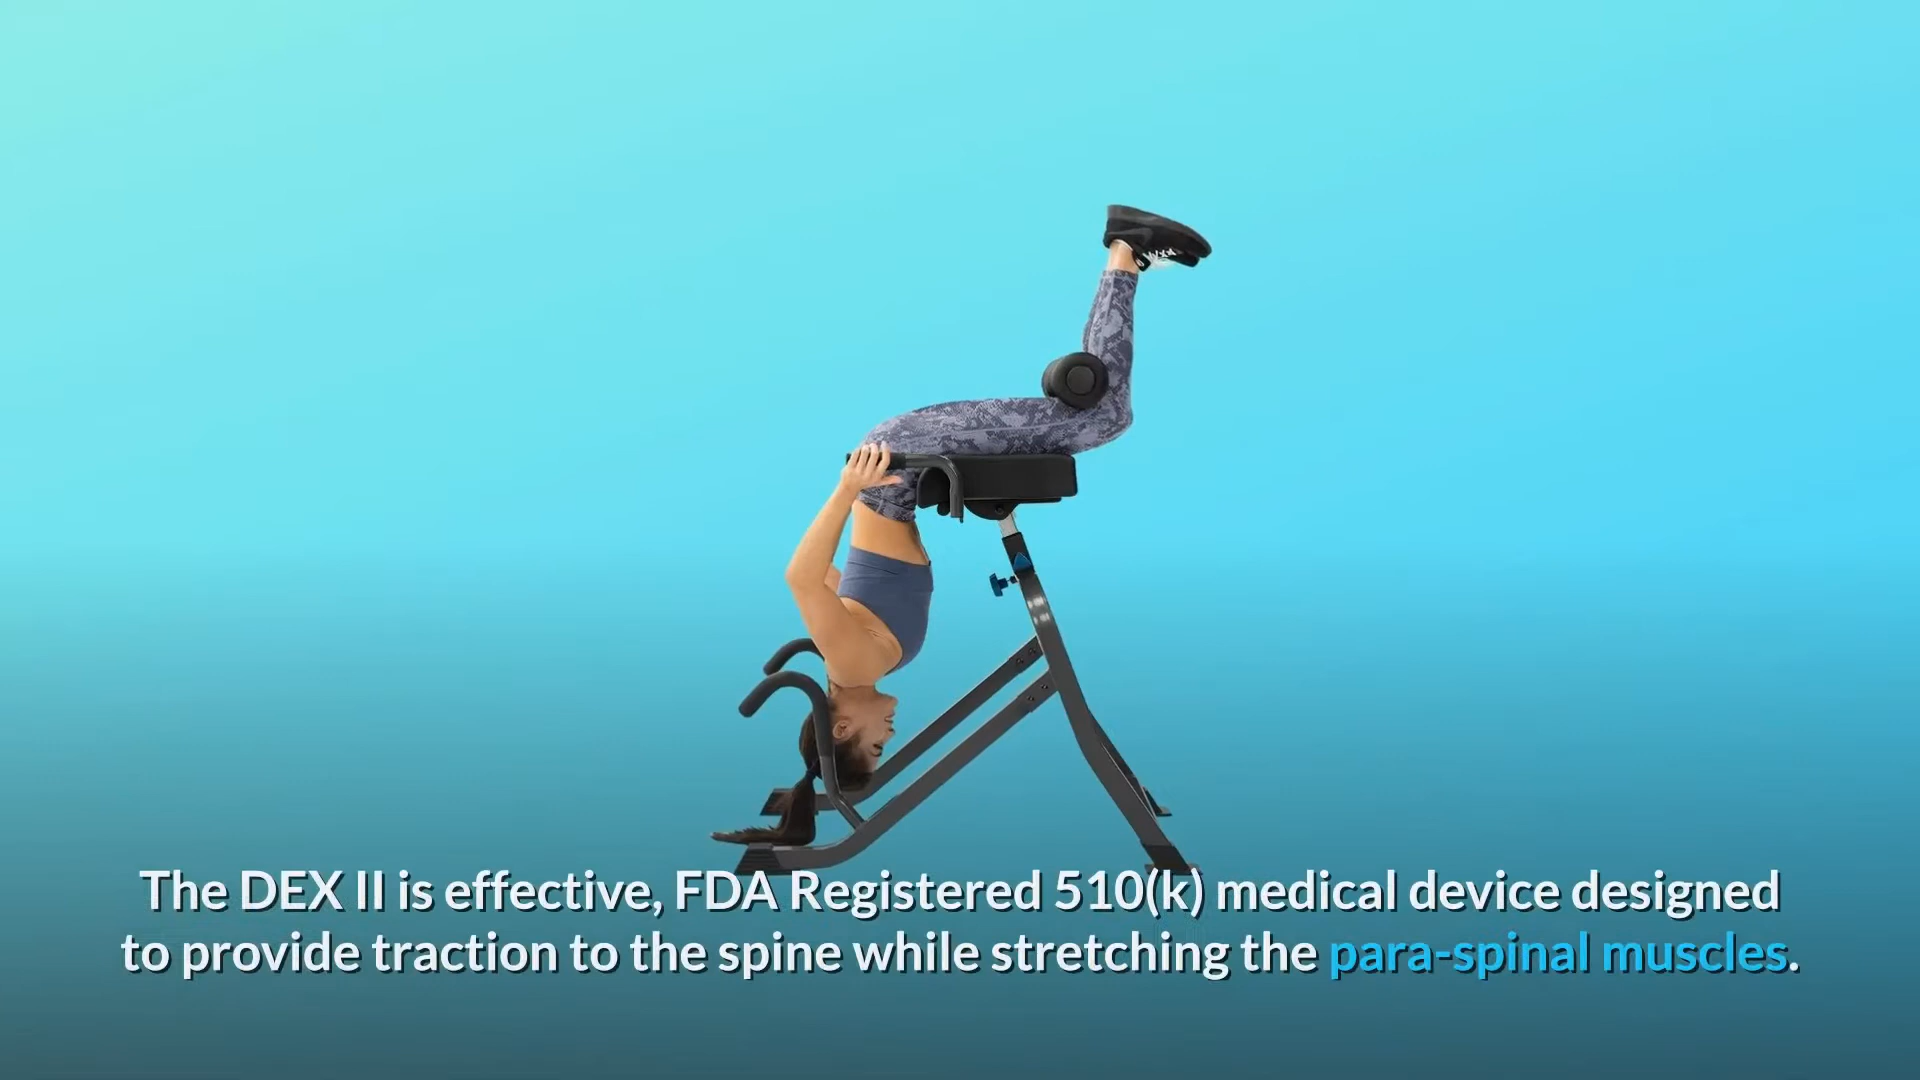 The DEX II is effective, FDA Registered 510(k) medical device designed
to provide traction to the spine while stretching the para-spinal muscles.